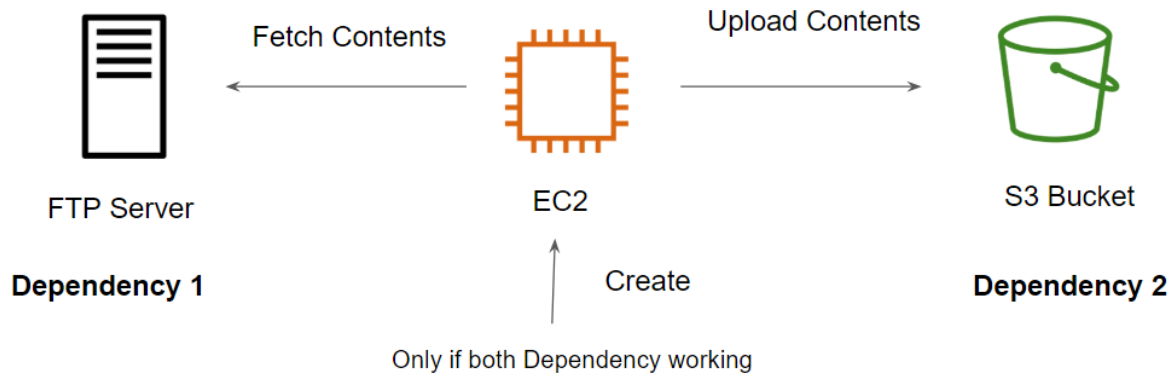 Fetch Contents
Upload Contents
FTP Server
EC2
S3 Bucket
Dependency 1
Create
Dependency 2
Only if both Dependency working